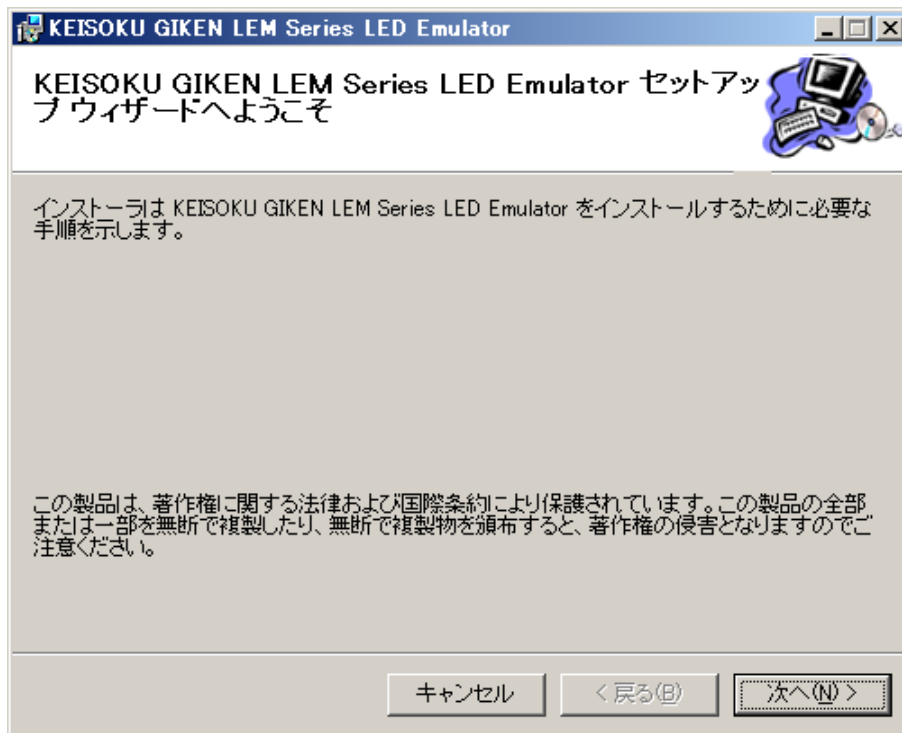 KEISOKU GIKEN LEM Series LED Emulator
KEISOKU GIKEN LEM Series LED Emulator セットアッ
プ ウィザードへようこそ
インストーラは KEISOKU GIKEN LEM Series LED Emulator をインストールするために必要な
手順を示します。
この製品は、著作権に関する法律および国際条約により保護されています。この製品の全部
または一部を無断で複製したり、無断で複製物を頒布すると、著作権の侵害となりますのでご
注意ください。
キャンセル
< 戻る(B)
次へ(N) >